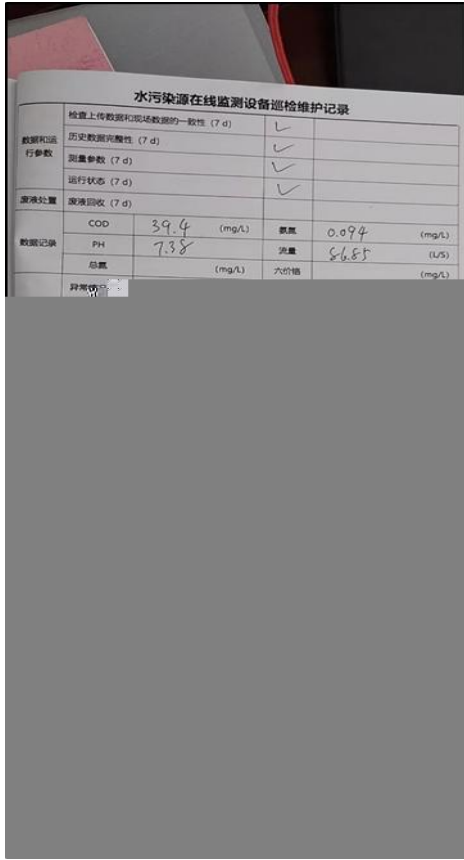 水污染源在线监测设备巡检维护记录
数据和运行参数 检查上传数据和现场数据的一致性 (7 d) ✓
历史数据完整性 (7 d) ✓
测量参数 (7 d) ✓
运行状态 (7 d) ✓
废液处置 废液回收 (7 d)
数据记录 COD 39.4 (mg/L) 氨氮 0.094 (mg/L)
PH 7.38 流量 86.85 (L/S)
总氮 (mg/L) 六价铬 (mg/L)
异常情